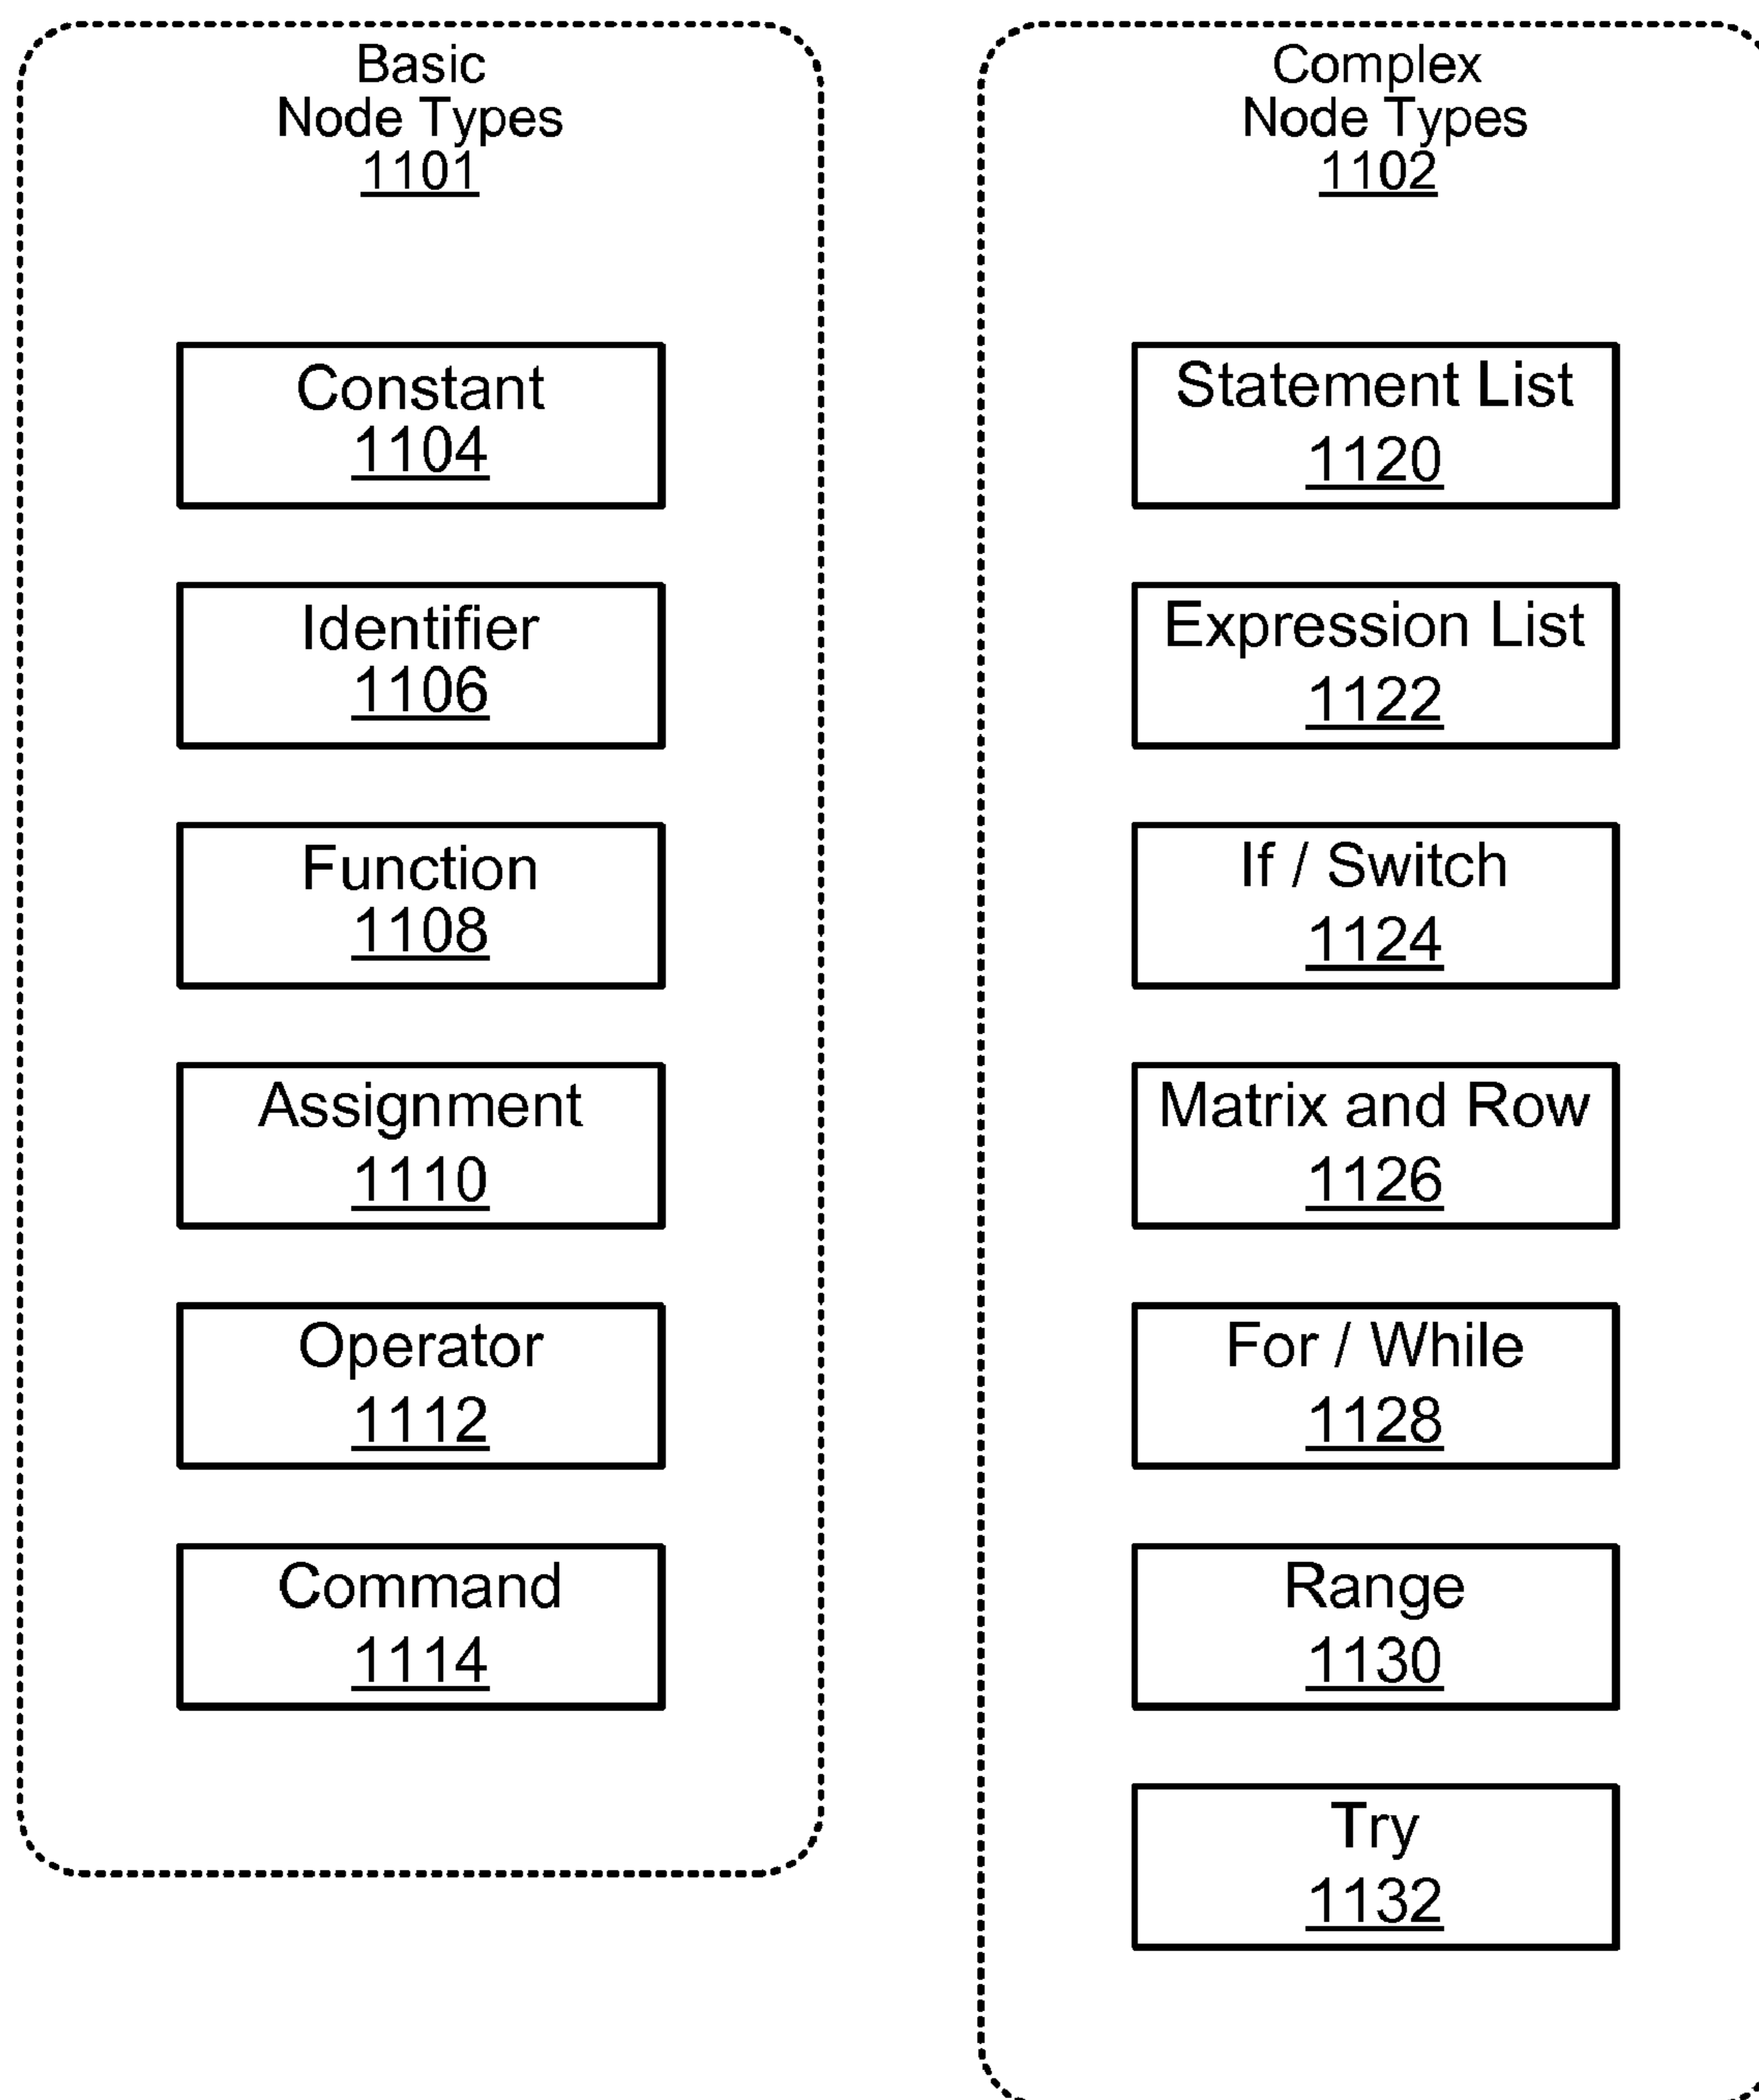 Basic
Node Types
1101
Constant
1104
Identifier
1106
Function
1108
Assignment
1110
Operator
1112
Command
1114
Complex
Node Types
1102
Statement List
1120
Expression List
1122
If / Switch
1124
Matrix and Row
1126
For / While
1128
Range
1130
Try
1132